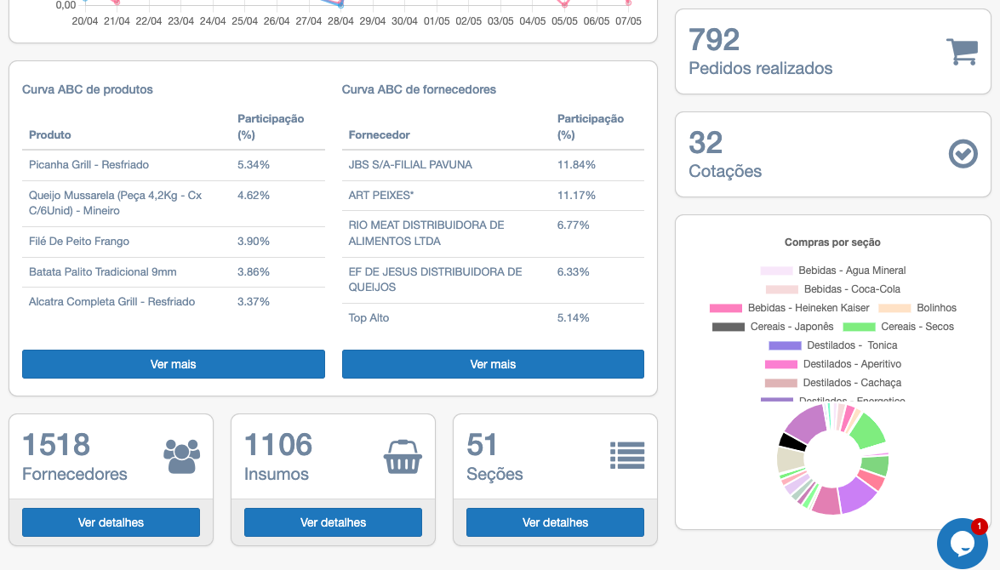 0,00
20/04 21/04 22/04 23/04 24/04 25/04 26/04 27/04 28/04 29/04 30/04 01/05 02/05 03/05 04/05 05/05 06/05 07/05
Curva ABC de produtos
Participação
Produto (%)
Picanha Grill - Resfriado 5.34%
Queijo Mussarela (Peça 4,2Kg - Cx 4.62%
C/6Unid) - Mineiro
Filé De Peito Frango 3.90%
Batata Palito Tradicional 9mm 3.86%
Alcatra Completa Grill - Resfriado 3.37%
Ver mais
Curva ABC de fornecedores
Participação
Fornecedor (%)
JBS S/A-FILIAL PAVUNA 11.84%
ART PEIXES* 11.17%
RIO MEAT DISTRIBUIDORA DE 6.77%
ALIMENTOS LTDA
EF DE JESUS DISTRIBUIDORA DE 6.33%
QUEIJOS
Top Alto 5.14%
Ver mais
1518
Fornecedores
Ver detalhes
1106
Insumos
Ver detalhes
51
Seções
Ver detalhes
792
Pedidos realizados
32
Cotações
Compras por seção
Bebidas - Agua Mineral
Bebidas - Coca-Cola
Bebidas - Heineken Kaiser Bolinhos
Cereais - Japonês Cereais - Secos
Destilados - Tonica
Destilados - Aperitivo
Destilados - Cachaça
Destilados - Energetico
1